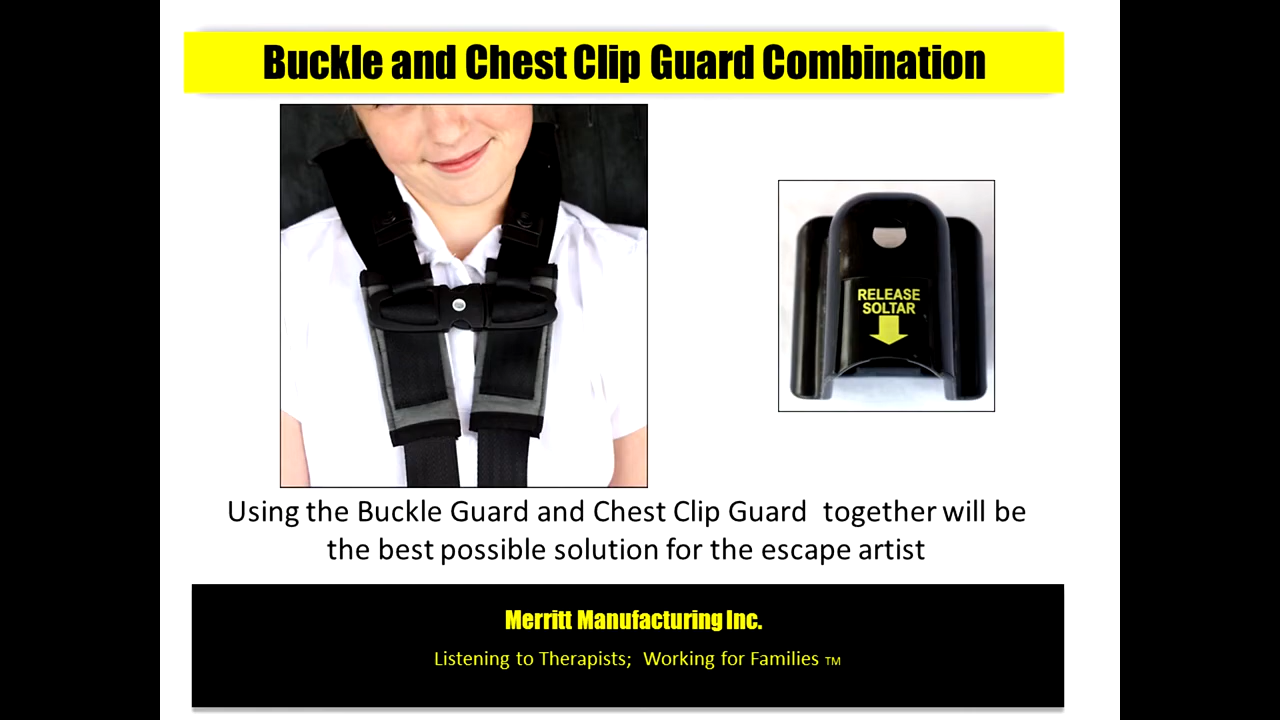 Buckle and Chest Clip Guard Combination
RELEASE
SOLTAR
Using the Buckle Guard and Chest Clip Guard together will be
the best possible solution for the escape artist
Merritt Manufacturing Inc.
Listening to Therapists; Working for Families ™